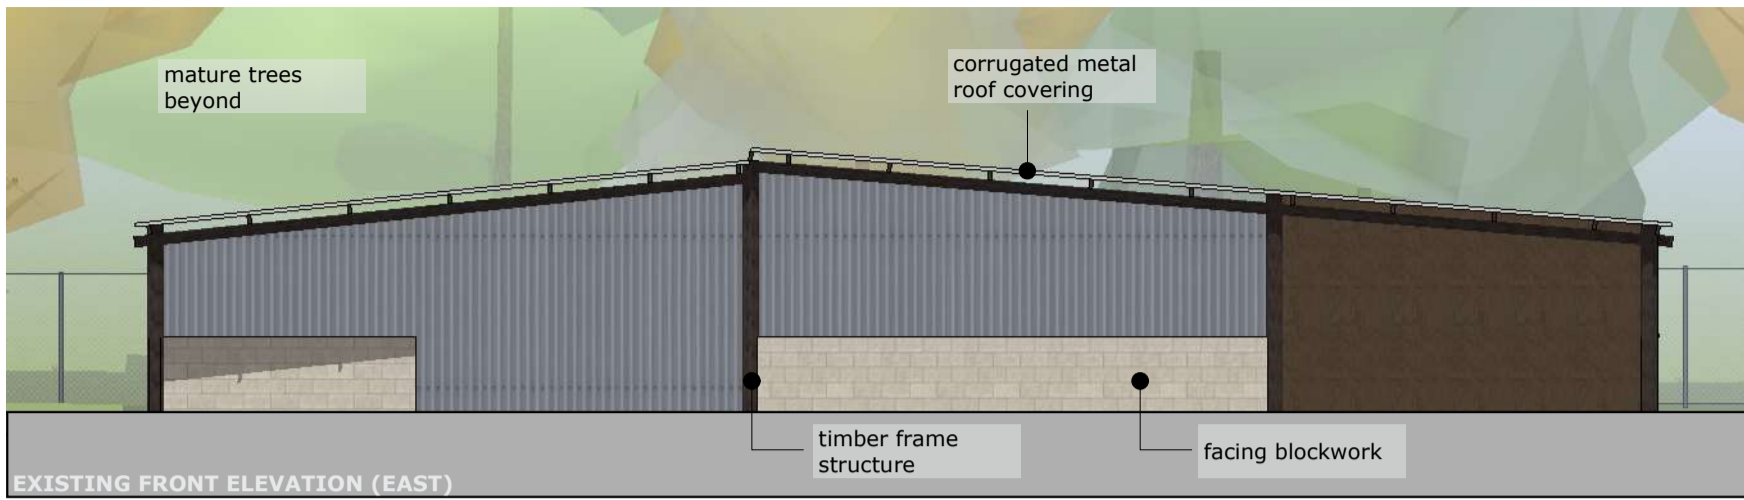 mature trees
beyond
corrugated metal
roof covering
timber frame
structure
facing blockwork
EXISTING FRONT ELEVATION (EAST)